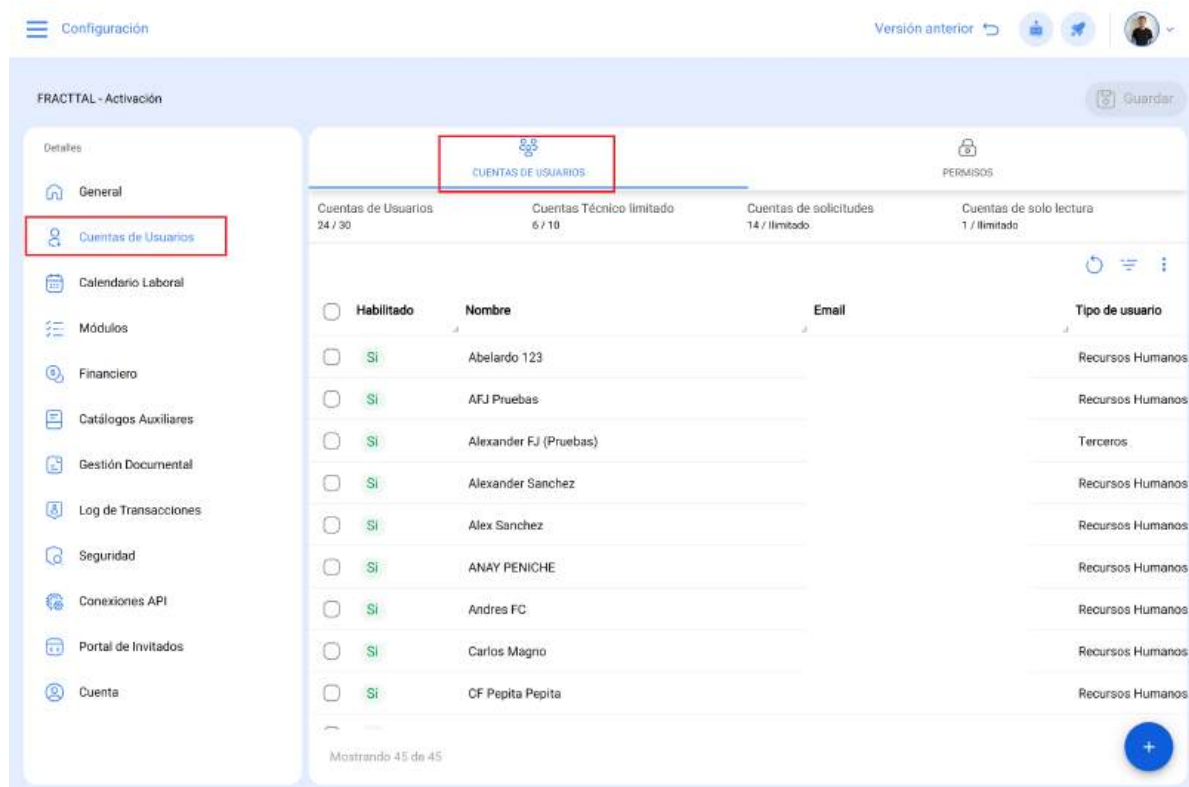 Configuración
Versión anterior
FRACTTAL - Activación
Guardar
Detalles
General
Cuentas de Usuarios
Calendario Laboral
Módulos
Financiero
Catálogos Auxiliares
Gestión Documental
Log de Transacciones
Seguridad
Conexiones API
Portal de Invitados
Cuenta
CUENTAS DE USUARIOS
PERMISOS
Cuentas de Usuarios Cuentas Técnico limitado Cuentas de solicitudes Cuentas de solo lectura
24 / 30 6 / 10 14 / Ilimitado 1 / Ilimitado
Habilitado Nombre Email Tipo de usuario
Si Abelardo 123 Recursos Humanos
Si AFJ Pruebas Recursos Humanos
Si Alexander FJ (Pruebas) Terceros
Si Alexander Sanchez Recursos Humanos
Si Alex Sanchez Recursos Humanos
Si ANAY PENICHE Recursos Humanos
Si Andres FC Recursos Humanos
Si Carlos Magno Recursos Humanos
Si CF Pepita Pepita Recursos Humanos
Mostrando 45 de 45